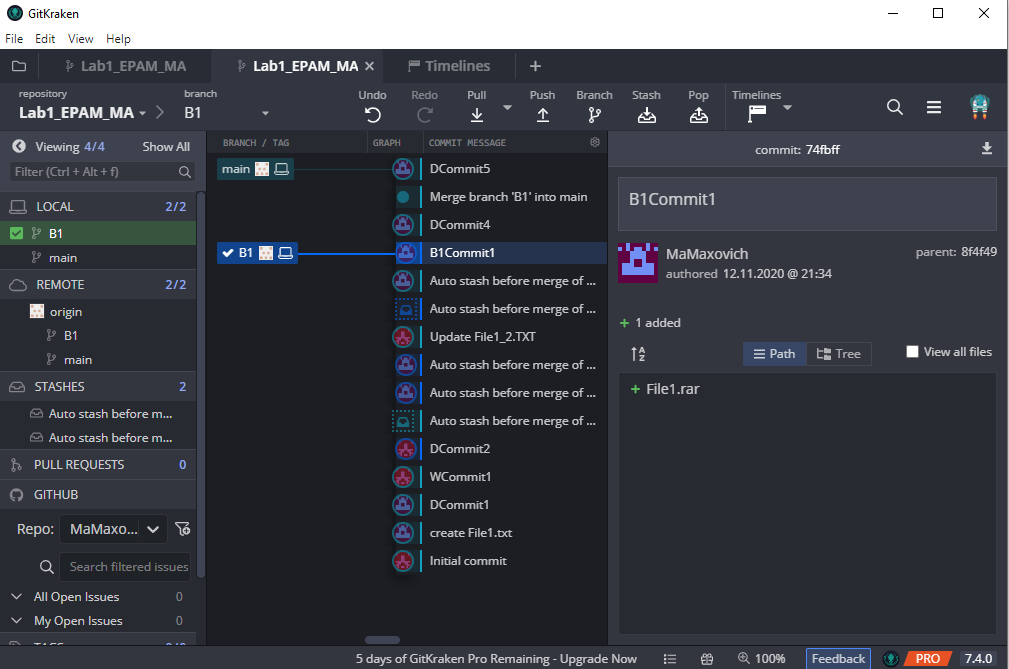 GitKraken
File Edit View Help
Lab1_EPAM_MA Lab1_EPAM_MA Timelines
repository branch
Lab1_EPAM_MA B1
Undo Redo Pull Push Branch Stash Pop Timelines
Viewing 4/4 Show All
Filter (Ctrl + Alt + f)
LOCAL 2/2
B1
main
REMOTE 2/2
origin
B1
main
STASHES 2
Auto stash before m...
Auto stash before m...
PULL REQUESTS 0
GITHUB
Repo: MaMaxo...
Search filtered issues
All Open Issues 0
My Open Issues 0
BRANCH / TAG GRAPH COMMIT MESSAGE
main DCommit5
Merge branch 'B1' into main
DCommit4
B1 B1Commit1
Auto stash before merge of ...
Auto stash before merge of ...
Update File1_2.TXT
Auto stash before merge of ...
Auto stash before merge of ...
Auto stash before merge of ...
DCommit2
WCommit1
DCommit1
create File1.txt
Initial commit
commit: 74fbff
B1Commit1
MaMaxovich parent: 8f4f49
authored 12.11.2020 @ 21:34
+ 1 added
Path Tree View all files
+ File1.rar
5 days of GitKraken Pro Remaining - Upgrade Now 100% Feedback PRO 7.4.0